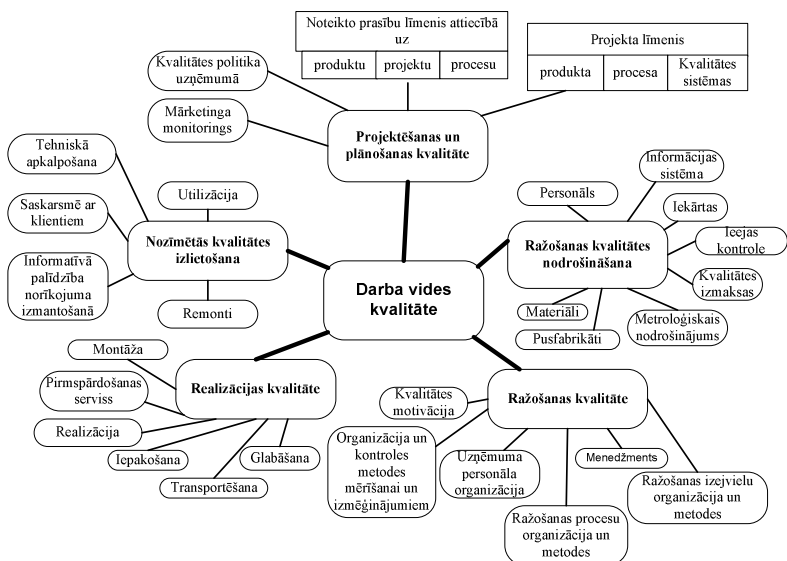 Noteikto prasību līmenis attiecībā
uz
produktu
projektu
procesu
Projekta līmenis
produkta
procesa
Kvalitātes
sistēmas
Kvalitātes politika
uzņēmumā
Mārketinga
monitorings
Projektēšanas un
plānošanas kvalitāte
Tehniskā
apkalpošana
Utilizācija
Saskarsmē ar
klientiem
Nozīmētās kvalitātes
izlietošana
Informatīvā
palīdzība
norīkojuma
izmantošanā
Remonti
Informācijas
sistēma
Personāls
Iekārtas
Ieejas
kontrole
Ražošanas kvalitātes
nodrošināšana
Kvalitātes
izmaksas
Materiāli
Pusfabrikāti
Metroloģiskais
nodrošinājums
Darba vides
kvalitāte
Montāža
Pirmspārdošanas
serviss
Realizācijas kvalitāte
Realizācija
Iepakošana
Glabāšana
Transportēšana
Kvalitātes
motivācija
Ražošanas kvalitāte
Organizācija un
kontroles
metodes
mērīšanai un
izmēģinājumiem
Uzņēmuma
personāla
organizācija
Menedžments
Ražošanas procesu
organizācija un
metodes
Ražošanas izejvielu
organizācija un
metodes